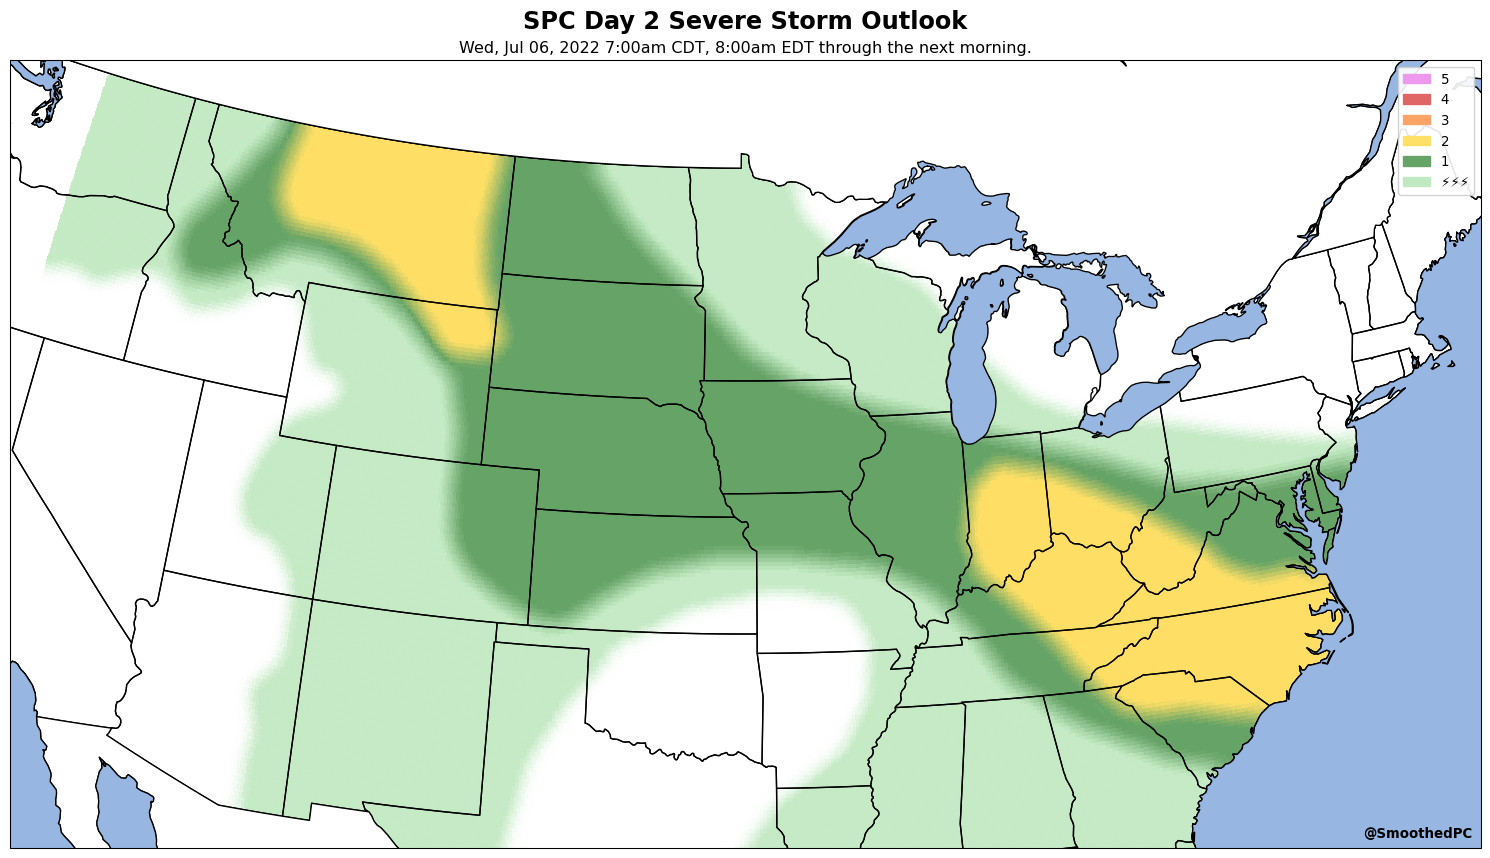 SPC Day 2 Severe Storm Outlook
Wed, Jul 06, 2022 7:00am CDT, 8:00am EDT through the next morning.
5
4
3
2
1
⚡⚡⚡
@SmoothedPC